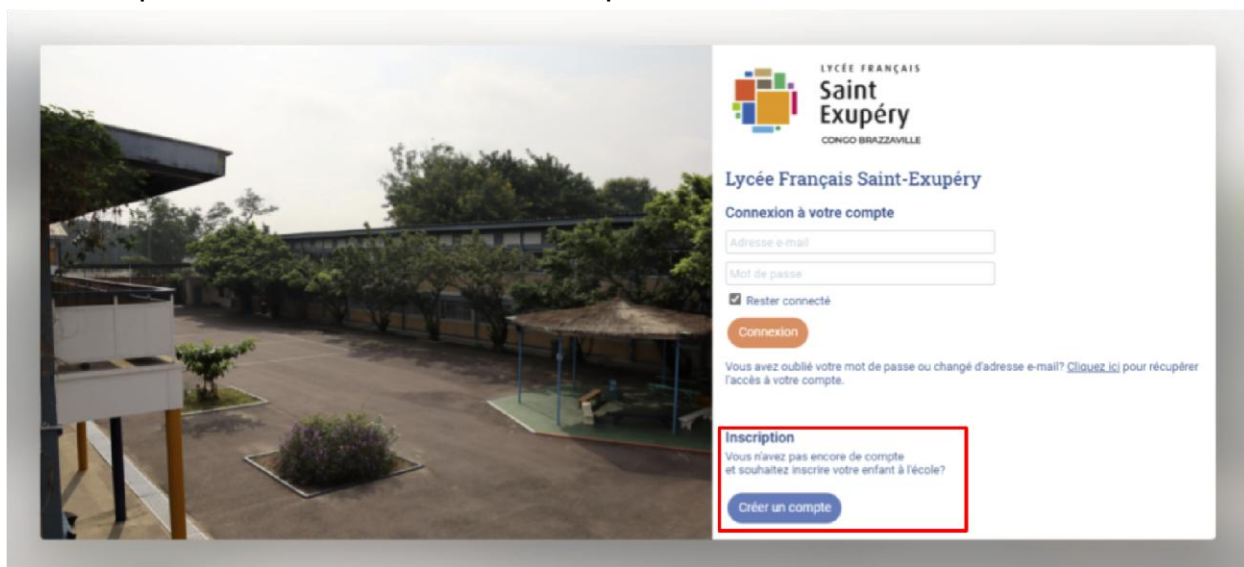 LYCÉE FRANÇAIS
Saint
Exupéry
CONGO BRAZZAVILLE
Lycée Français Saint-Exupéry
Connexion à votre compte
Adresse e-mail
Mot de passe
Rester connecté
Connexion
Vous avez oublié votre mot de passe ou changé d'adresse e-mail? Cliquez ici pour récupérer
l'accès à votre compte.
Inscription
Vous n'avez pas encore de compte
et souhaitez inscrire votre enfant à l'école?
Créer un compte